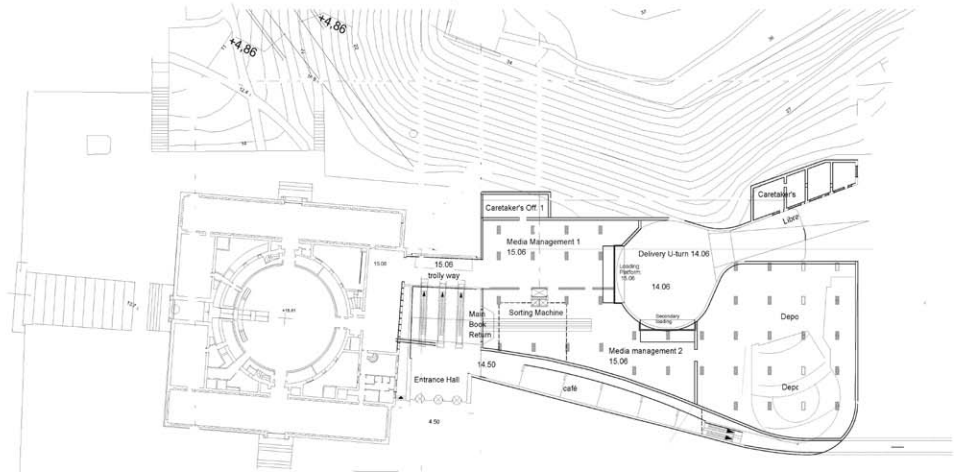 +4,86
+4,86
Caretaker's
Libre
Caretaker's Off. 1
Media Management 1
15.06
Delivery U-turn 14.06
15.06
15.06
trolly way
Loading
Platform
15.06
14.06
Main
Book
Return
Sorting Machine
Secondary
loading
Depo
Media management 2
15.06
14.50
Entrance Hall
café
Depo
4.50